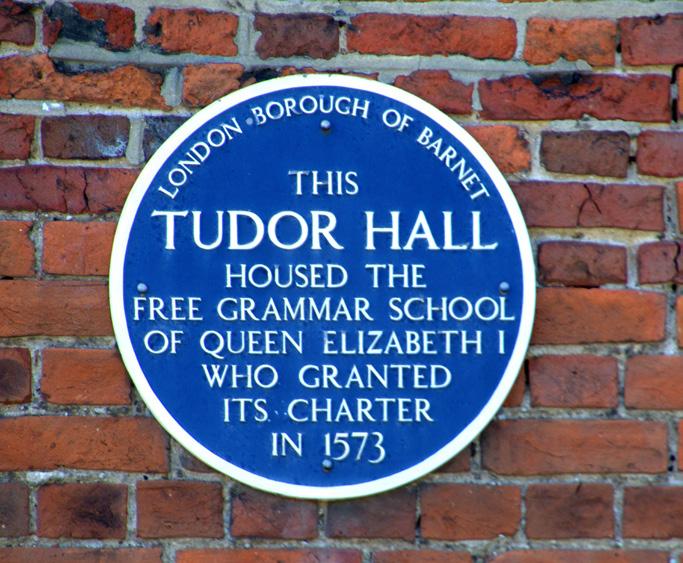 LONDON BOROUGH OF BARNET
THIS
TUDOR HALL
HOUSED THE
FREE GRAMMAR SCHOOL
OF QUEEN ELIZABETH I
WHO GRANTED
ITS CHARTER
IN 1573